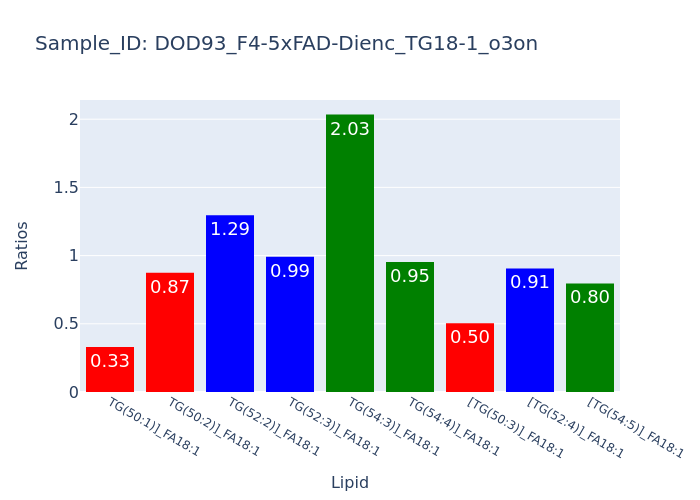 Sample_ID: DOD93_F4-5xFAD-Dienc_TG18-1_o3on
2
1.5
1
0.5
0
Ratios
0.33
0.87
1.29
0.99
2.03
0.95
0.50
0.91
0.80
TG(50:1)]_FA18:1
TG(50:2)]_FA18:1
TG(52:2)]_FA18:1
TG(52:3)]_FA18:1
TG(54:3)]_FA18:1
TG(54:4)]_FA18:1
[TG(50:3)]_FA18:1
[TG(52:4)]_FA18:1
[TG(54:5)]_FA18:1
Lipid